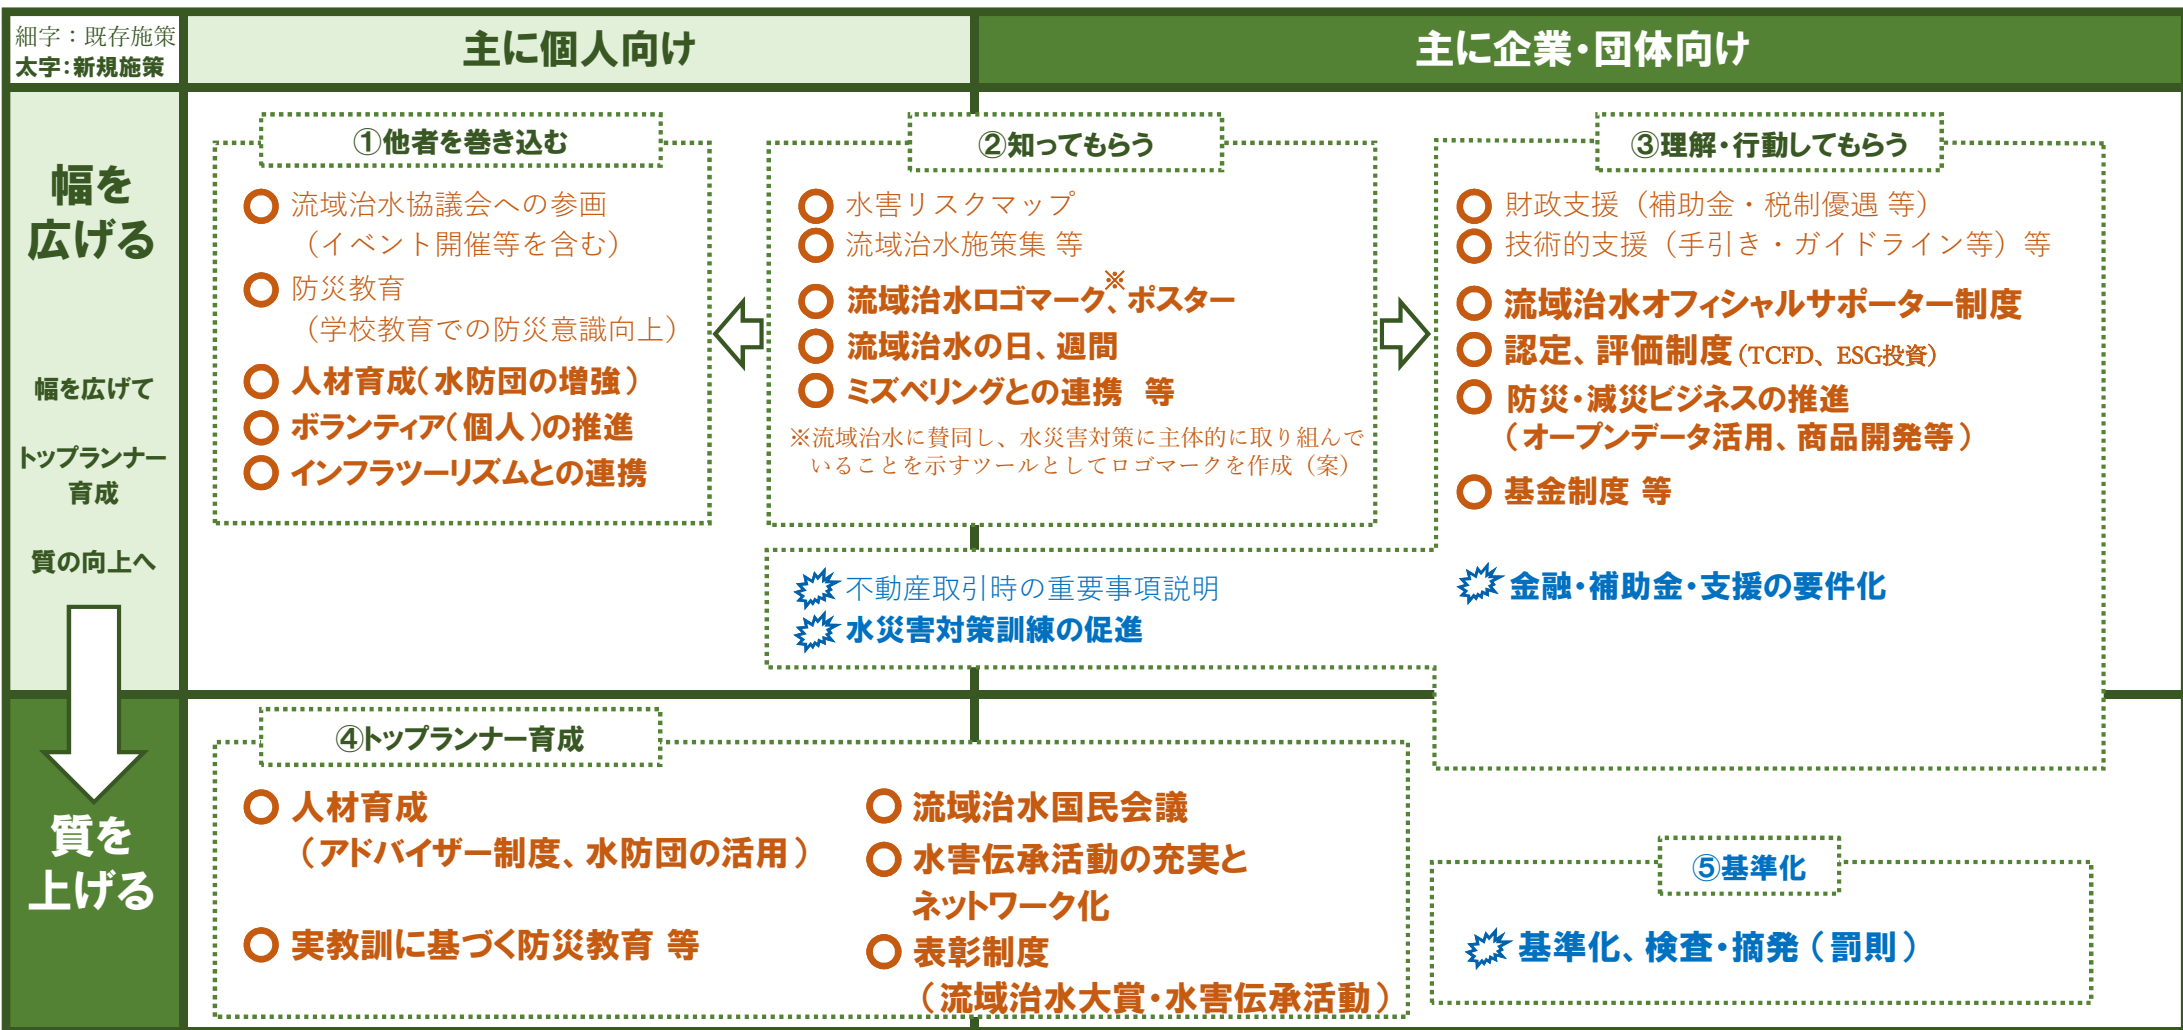 細字：既存施策
太字：新規施策
主に個人向け
主に企業・団体向け
幅を
広げる
幅を広げて
トップランナー
育成
質の向上へ
①他者を巻き込む
流域治水協議会への参画
（イベント開催等を含む）
防災教育
（学校教育での防災意識向上）
人材育成（水防団の増強）
ボランティア（個人）の推進
インフラツーリズムとの連携
②知ってもらう
水害リスクマップ
流域治水施策集 等
流域治水ロゴマーク※、ポスター
流域治水の日、週間
ミズベリングとの連携　等
※流域治水に賛同し、水災害対策に主体的に取り組んで
いることを示すツールとしてロゴマークを作成（案）
不動産取引時の重要事項説明
水災害対策訓練の促進
③理解・行動してもらう
財政支援（補助金・税制優遇 等）
技術的支援（手引き・ガイドライン等）等
流域治水オフィシャルサポーター制度
認定、評価制度（TCFD、ESG投資）
防災・減災ビジネスの推進
（オープンデータ活用、商品開発等）
基金制度 等
金融・補助金・支援の要件化
質を
上げる
④トップランナー育成
人材育成
（アドバイザー制度、水防団の活用）
実教訓に基づく防災教育 等
流域治水国民会議
水害伝承活動の充実と
ネットワーク化
表彰制度
（流域治水大賞・水害伝承活動）
⑤基準化
基準化、検査・摘発（罰則）